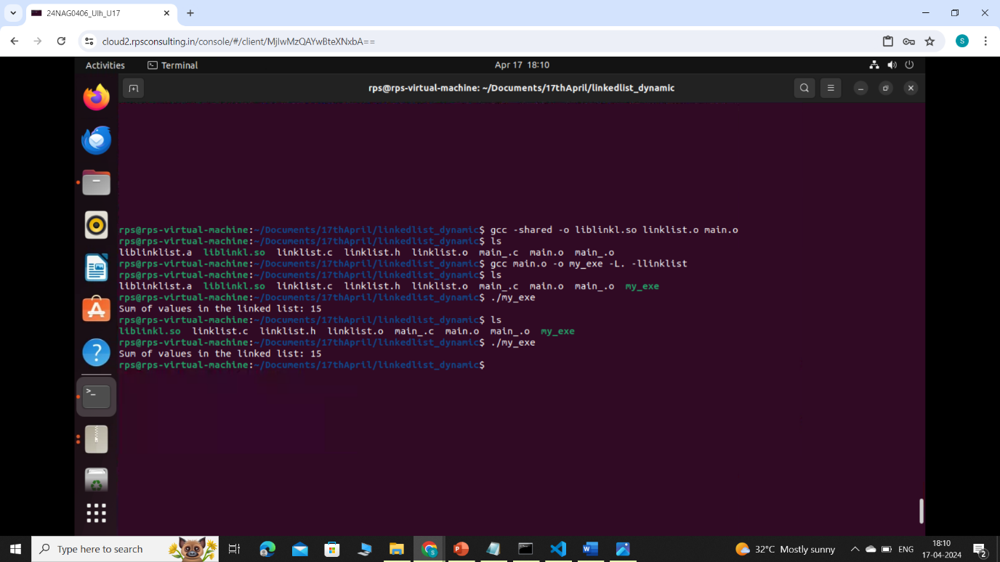 24NAG0406_Ulh_U17
cloud2.rpsconsulting.in/console/#/client/MjIwMzQAYwBteXNxbA==
S
Activities Terminal Apr 17 18:10
rps@rps-virtual-machine: ~/Documents/17thApril/linkedlist_dynamic
rps@rps-virtual-machine:~/Documents/17thApril/linkedlist_dynamic$ gcc -shared -o liblinkl.so linklist.o main.o
rps@rps-virtual-machine:~/Documents/17thApril/linkedlist_dynamic$ ls
liblinklist.a liblinkl.so linklist.c linklist.h linklist.o main_.c main.o main_.o
rps@rps-virtual-machine:~/Documents/17thApril/linkedlist_dynamic$ gcc main.o -o my_exe -L. -llinklist
rps@rps-virtual-machine:~/Documents/17thApril/linkedlist_dynamic$ ls
liblinklist.a liblinkl.so linklist.c linklist.h linklist.o main_.c main.o main_.o my_exe
rps@rps-virtual-machine:~/Documents/17thApril/linkedlist_dynamic$ ./my_exe
Sum of values in the linked list: 15
rps@rps-virtual-machine:~/Documents/17thApril/linkedlist_dynamic$ ls
liblinkl.so linklist.c linklist.h linklist.o main_.c main.o main_.o my_exe
rps@rps-virtual-machine:~/Documents/17thApril/linkedlist_dynamic$ ./my_exe
Sum of values in the linked list: 15
rps@rps-virtual-machine:~/Documents/17thApril/linkedlist_dynamic$
Type here to search
32°C Mostly sunny
ENG
18:10
17-04-2024
2